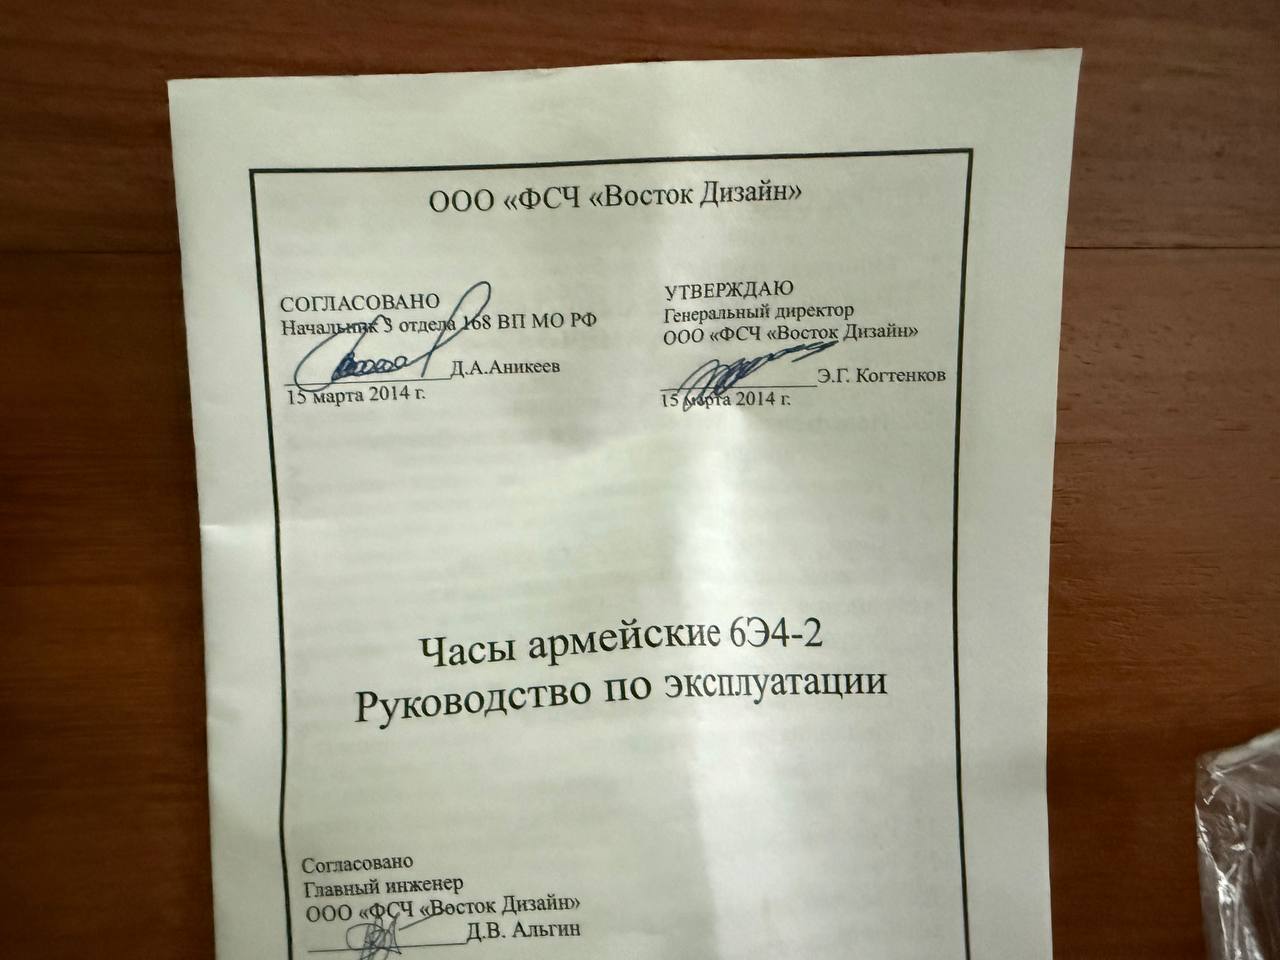 ООО «ФСЧ «Восток Дизайн»
СОГЛАСОВАНО
Начальник 3 отдела 168 ВП МО РФ
Д.А.Аникеев
15 марта 2014 г.
УТВЕРЖДАЮ
Генеральный директор
ООО «ФСЧ «Восток Дизайн»
Э.Г. Когтенков
15 марта 2014 г.
Часы армейские 6Э4-2
Руководство по эксплуатации
Согласовано
Главный инженер
ООО «ФСЧ «Восток Дизайн»
Д.В. Альгин